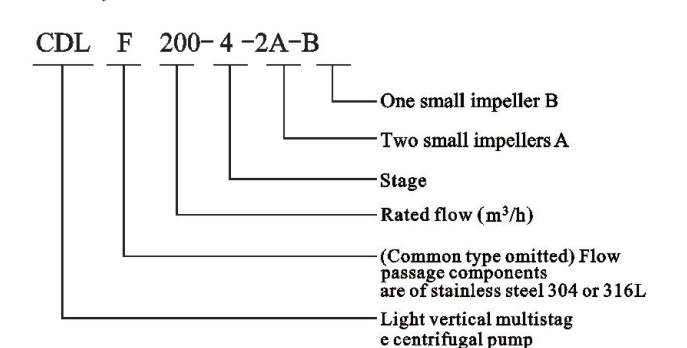 CDL F 200- 4 -2A-B
One small impeller B
Two small impellers A
Stage
Rated flow (m³/h)
(Common type omitted) Flow
passage components
are of stainless steel 304 or 316L
Light vertical multistag
e centrifugal pump